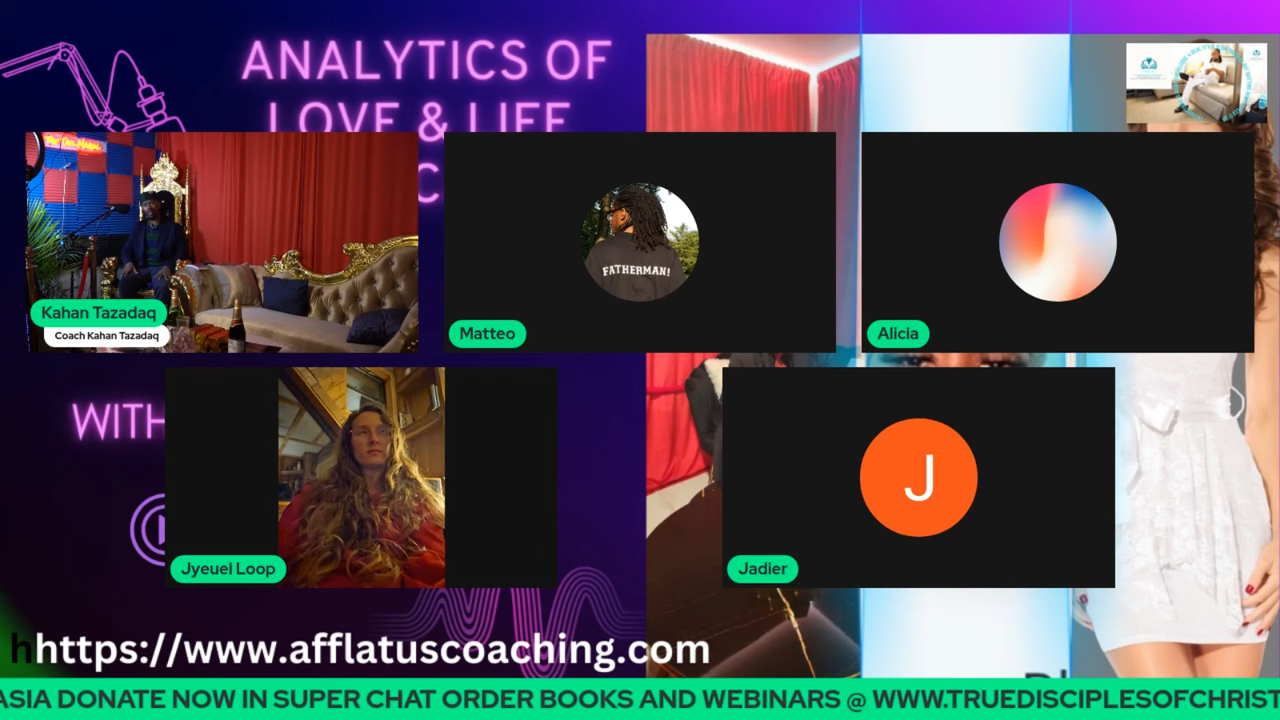 ANALYTICS OF
LOVE & LIFE
C
Kahan Tazadaq
Coach Kahan Tazadaq
FATHERMAN!
Matteo
Alicia
WITH
Jyeuel Loop
J
Jadier
hhttps://www.afflatuscoaching.com
ASIA DONATE NOW IN SUPER CHAT ORDER BOOKS AND WEBINARS @ WWW.TRUEDISCIPLESOFCHRIST